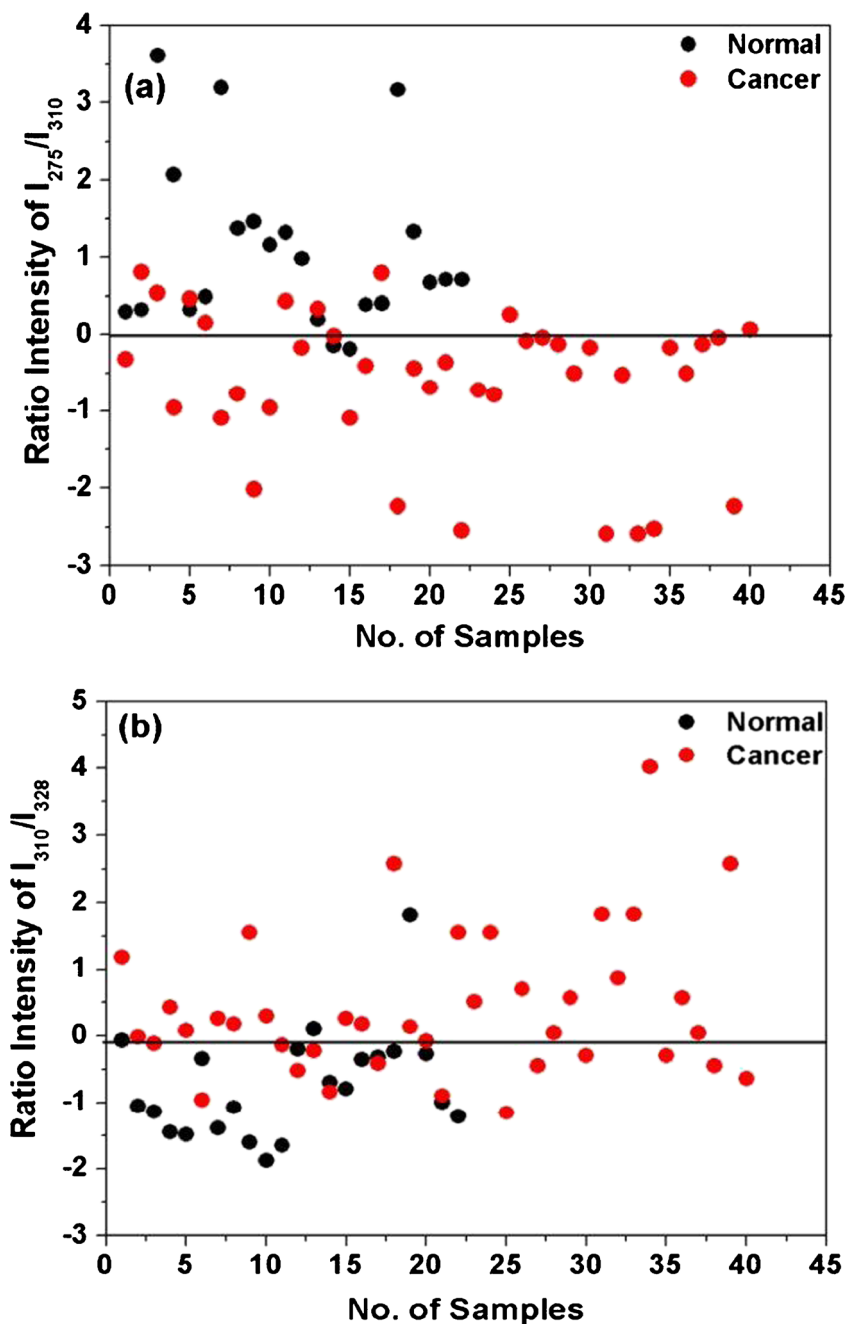 (a)
Normal
Cancer
Ratio Intensity of I275/I310
4
3
2
1
0
-1
-2
-3
0 5 10 15 20 25 30 35 40 45
No. of Samples
(b)
Normal
Cancer
Ratio Intensity of I310/I328
5
4
3
2
1
0
-1
-2
-3
0 5 10 15 20 25 30 35 40 45
No. of Samples